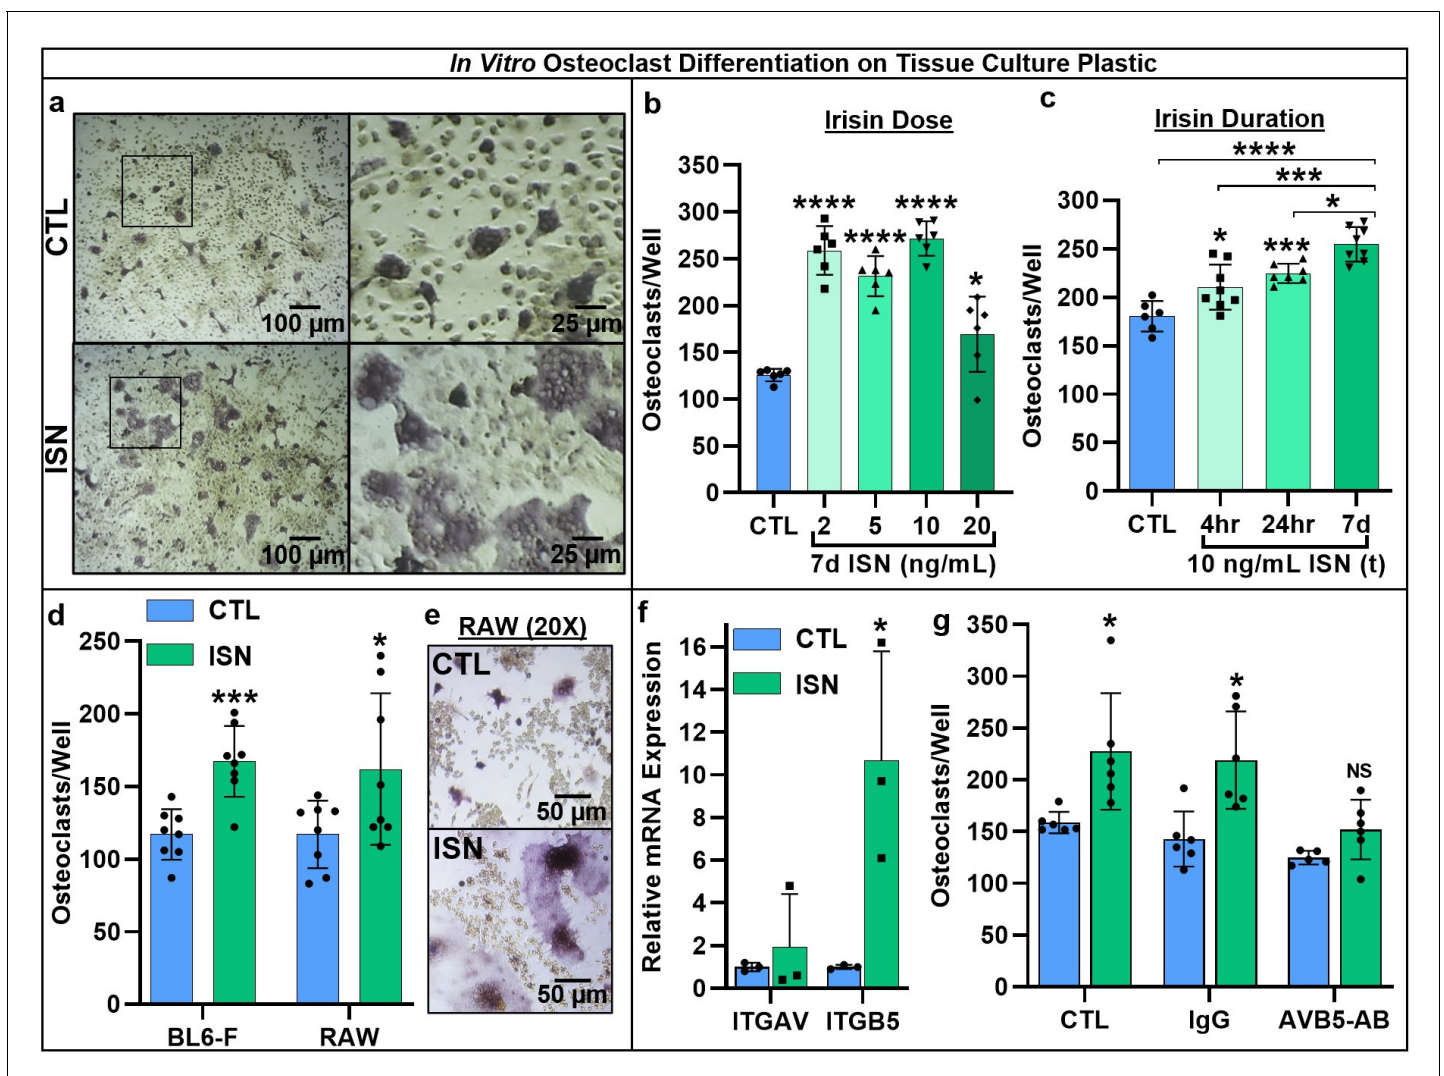 In Vitro Osteoclast Differentiation on Tissue Culture Plastic
a
CTL
100 µm
25 µm
ISN
100 µm
25 µm
b
Irisin Dose
Osteoclasts/Well
350
300
250
200
150
100
50
0
****
****
****
*
CTL 2 5 10 20
7d ISN (ng/mL)
c
Irisin Duration
****
***
*
Osteoclasts/Well
300
250
200
150
100
50
0
*
***
CTL 4hr 24hr 7d
10 ng/mL ISN (t)
d
CTL
ISN
Osteoclasts/Well
250
200
150
100
50
0
***
*
BL6-F RAW
e
RAW (20X)
CTL
50 µm
ISN
50 µm
f
CTL
ISN
Relative mRNA Expression
16
14
12
10
8
6
4
2
0
*
ITGAV ITGB5
g
Osteoclasts/Well
350
300
250
200
150
100
50
0
*
*
NS
CTL IgG AVB5-AB